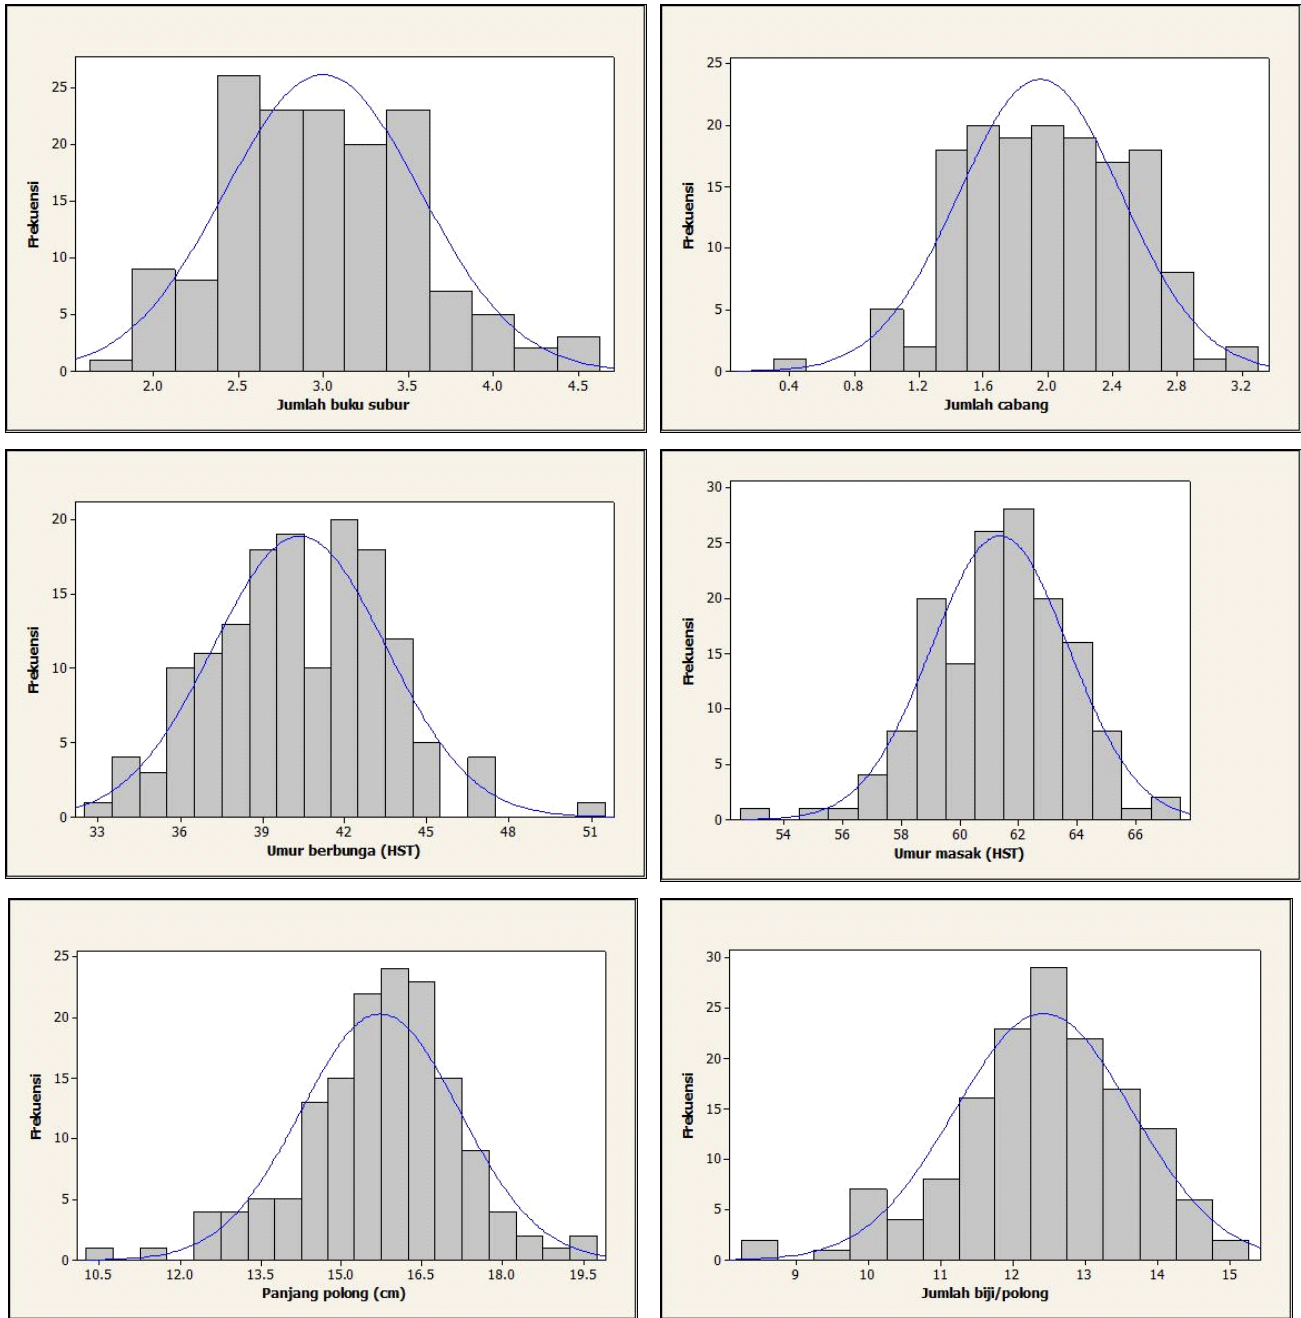 25
20
15
10
5
0
Frekuensi
2.0 2.5 3.0 3.5 4.0 4.5
Jumlah buku subur
25
20
15
10
5
0
Frekuensi
0.4 0.8 1.2 1.6 2.0 2.4 2.8 3.2
Jumlah cabang
20
15
10
5
0
Frekuensi
33 36 39 42 45 48 51
Umur berbunga (HST)
30
25
20
15
10
5
0
Frekuensi
54 56 58 60 62 64 66
Umur masak (HST)
25
20
15
10
5
0
Frekuensi
10.5 12.0 13.5 15.0 16.5 18.0 19.5
Panjang polong (cm)
30
25
20
15
10
5
0
Frekuensi
9 10 11 12 13 14 15
Jumlah biji/polong